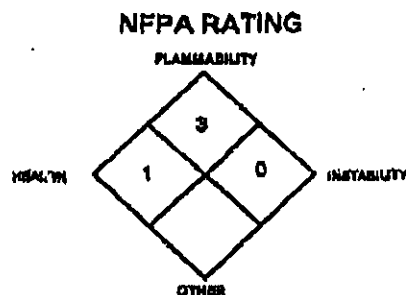 NFPA RATING
FLAMMABILITY
3
HEALTH 1 0 INSTABILITY
OTHER